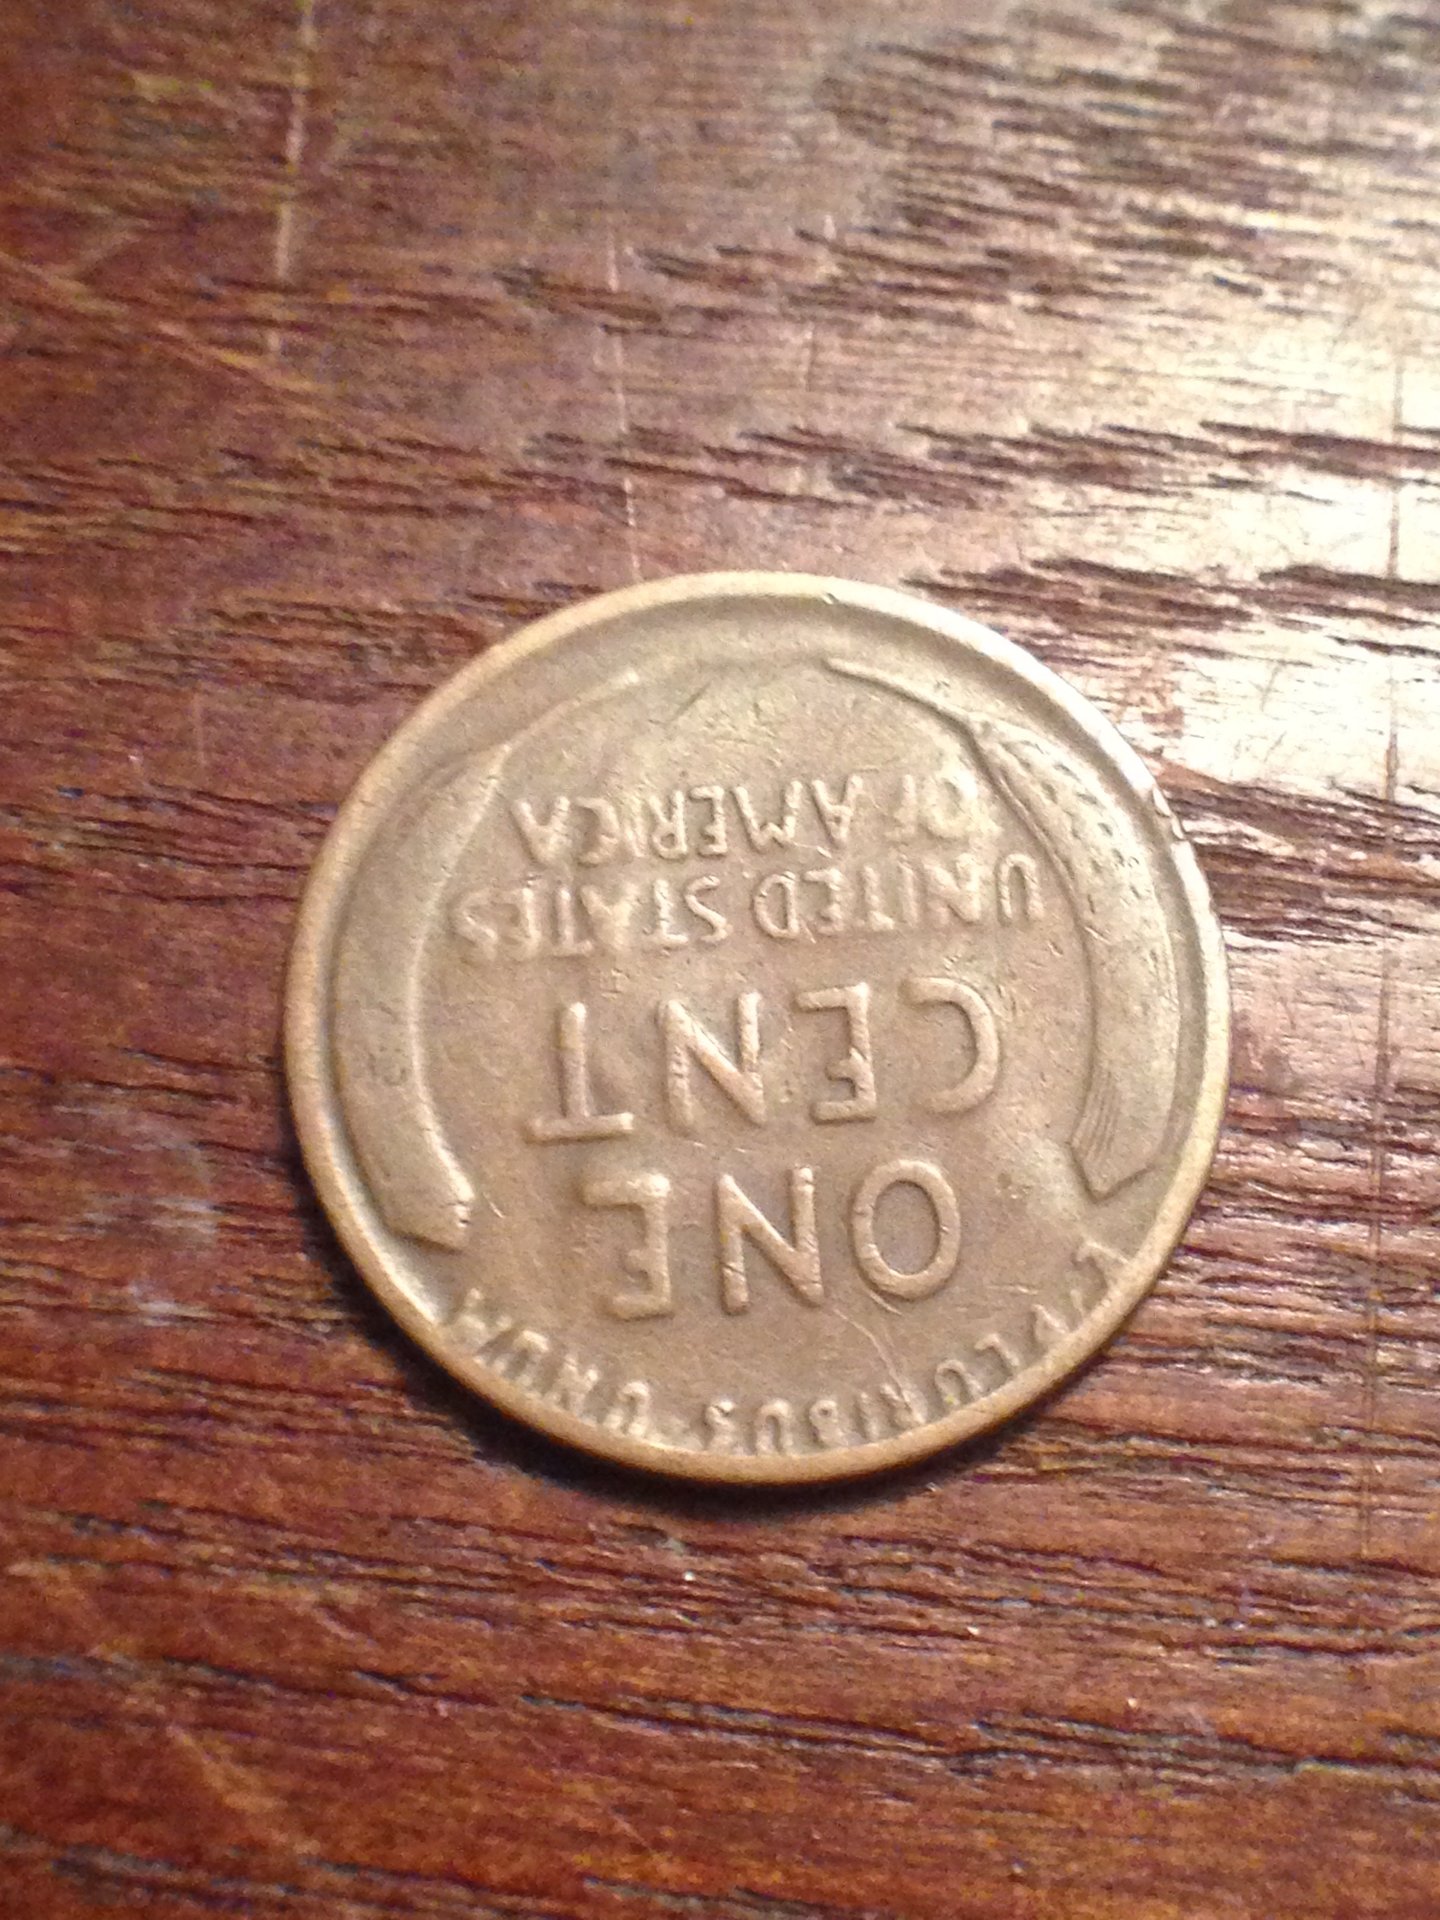 E·PLURIBUS·UNUM
ONE
CENT
UNITED STATES
OF AMERICA